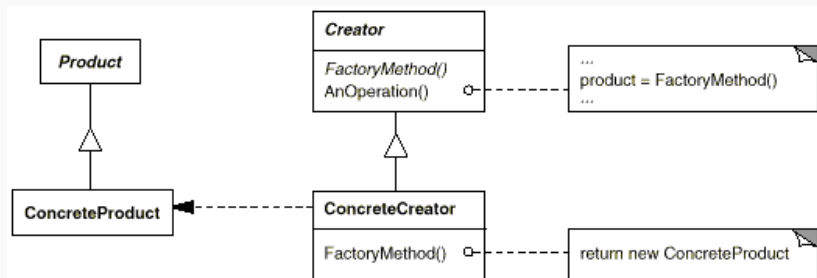 Product
ConcreteProduct
Creator
FactoryMethod()
AnOperation()
...
product = FactoryMethod()
...
ConcreteCreator
FactoryMethod()
return new ConcreteProduct